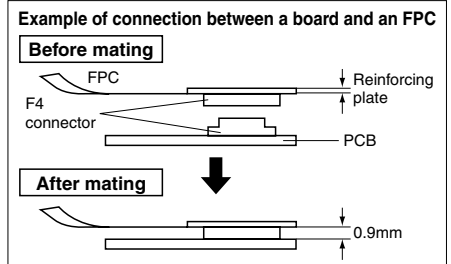 Example of connection between a board and an FPC
Before mating
FPC
Reinforcing
plate
F4
connector
PCB
After mating
0.9mm